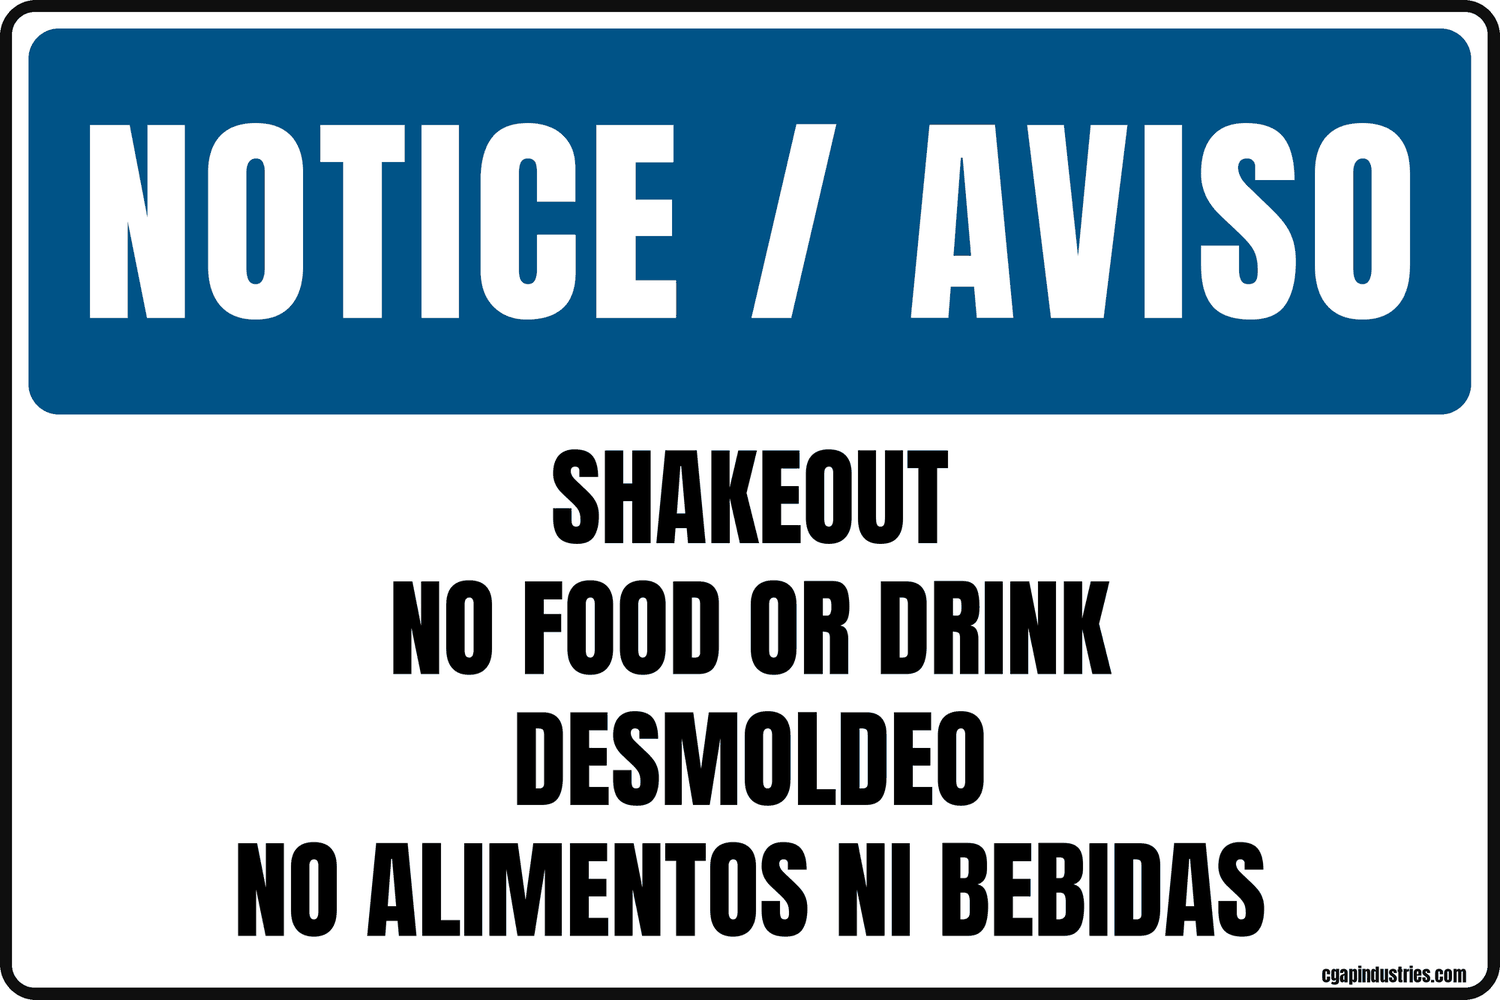 NOTICE / AVISO
SHAKEOUT
NO FOOD OR DRINK
DESMOLDEO
NO ALIMENTOS NI BEBIDAS
cgapindustries.com